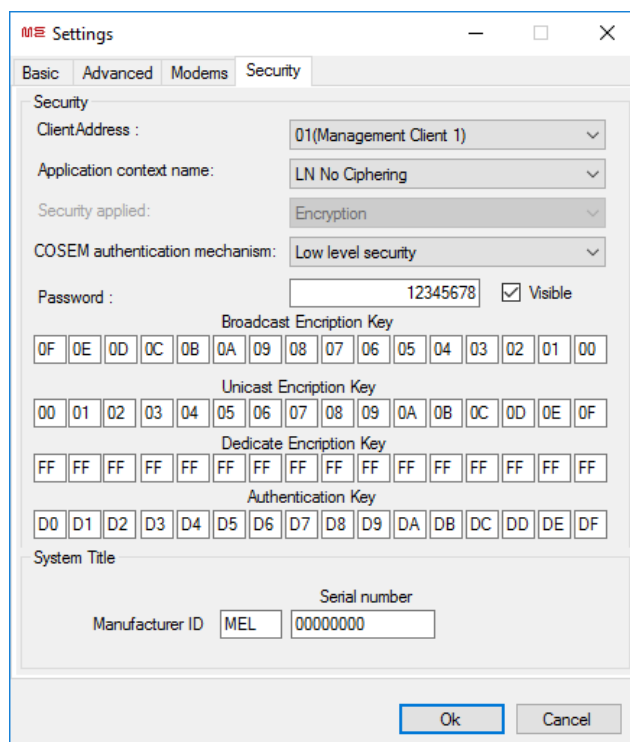 Settings
Basic Advanced Modems Security
Security
ClientAddress : 01(Management Client 1)
Application context name: LN No Ciphering
Security applied: Encryption
COSEM authentication mechanism: Low level security
Password : 12345678 Visible
Broadcast Encription Key
0F 0E 0D 0C 0B 0A 09 08 07 06 05 04 03 02 01 00
Unicast Encription Key
00 01 02 03 04 05 06 07 08 09 0A 0B 0C 0D 0E 0F
Dedicate Encription Key
FF FF FF FF FF FF FF FF FF FF FF FF FF FF FF FF
Authentication Key
D0 D1 D2 D3 D4 D5 D6 D7 D8 D9 DA DB DC DD DE DF
System Title
Serial number
Manufacturer ID MEL 00000000
Ok Cancel